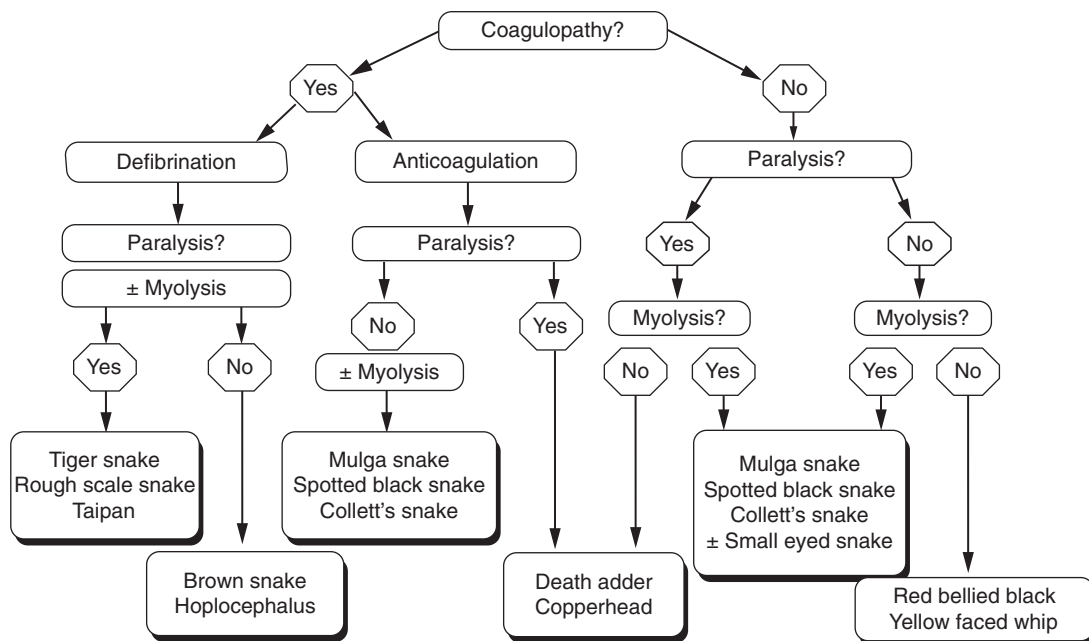 Coagulopathy?
Yes
No
Defibrination
Anticoagulation
Paralysis?
Paralysis?
Paralysis?
Yes
No
± Myolysis
No
Yes
Myolysis?
Myolysis?
Yes
No
± Myolysis
No
Yes
Yes
No
Tiger snake
Rough scale snake
Taipan
Mulga snake
Spotted black snake
Collett's snake
Mulga snake
Spotted black snake
Collett's snake
± Small eyed snake
Brown snake
Hoplocephalus
Death adder
Copperhead
Red bellied black
Yellow faced whip